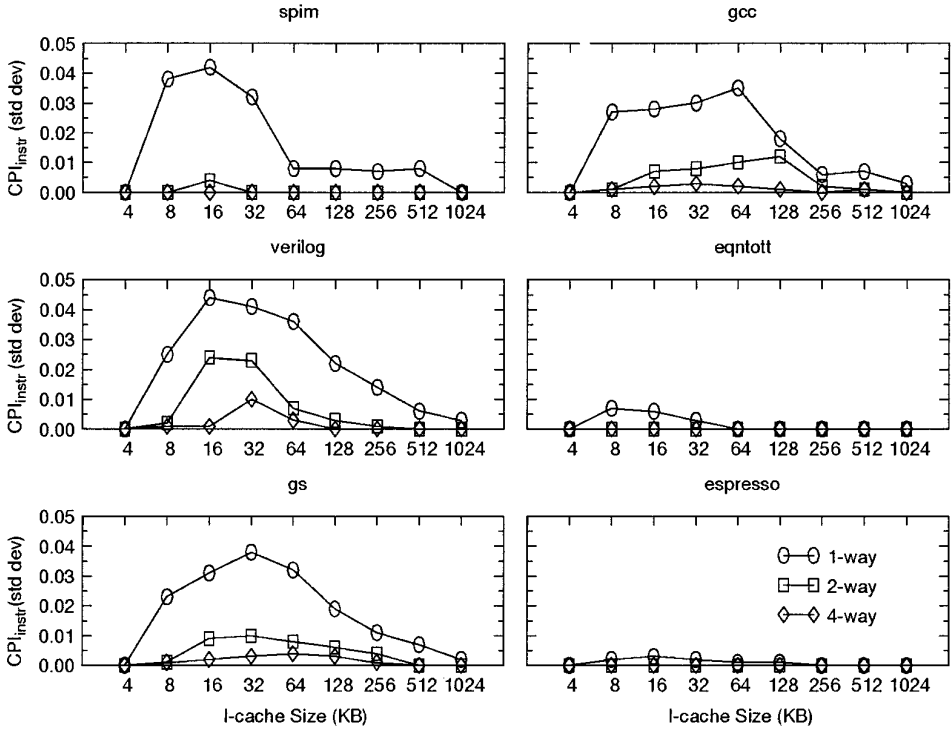 spim
gcc
CPIinstr (std dev)
0.05
0.04
0.03
0.02
0.01
0.00
4 8 16 32 64 128 256 512 1024
4 8 16 32 64 128 256 512 1024
verilog
eqntott
CPIinstr (std dev)
0.05
0.04
0.03
0.02
0.01
0.00
4 8 16 32 64 128 256 512 1024
4 8 16 32 64 128 256 512 1024
gs
espresso
CPIinstr(std dev)
0.05
0.04
0.03
0.02
0.01
0.00
1-way
2-way
4-way
4 8 16 32 64 128 256 512 1024
4 8 16 32 64 128 256 512 1024
I-cache Size (KB)
I-cache Size (KB)